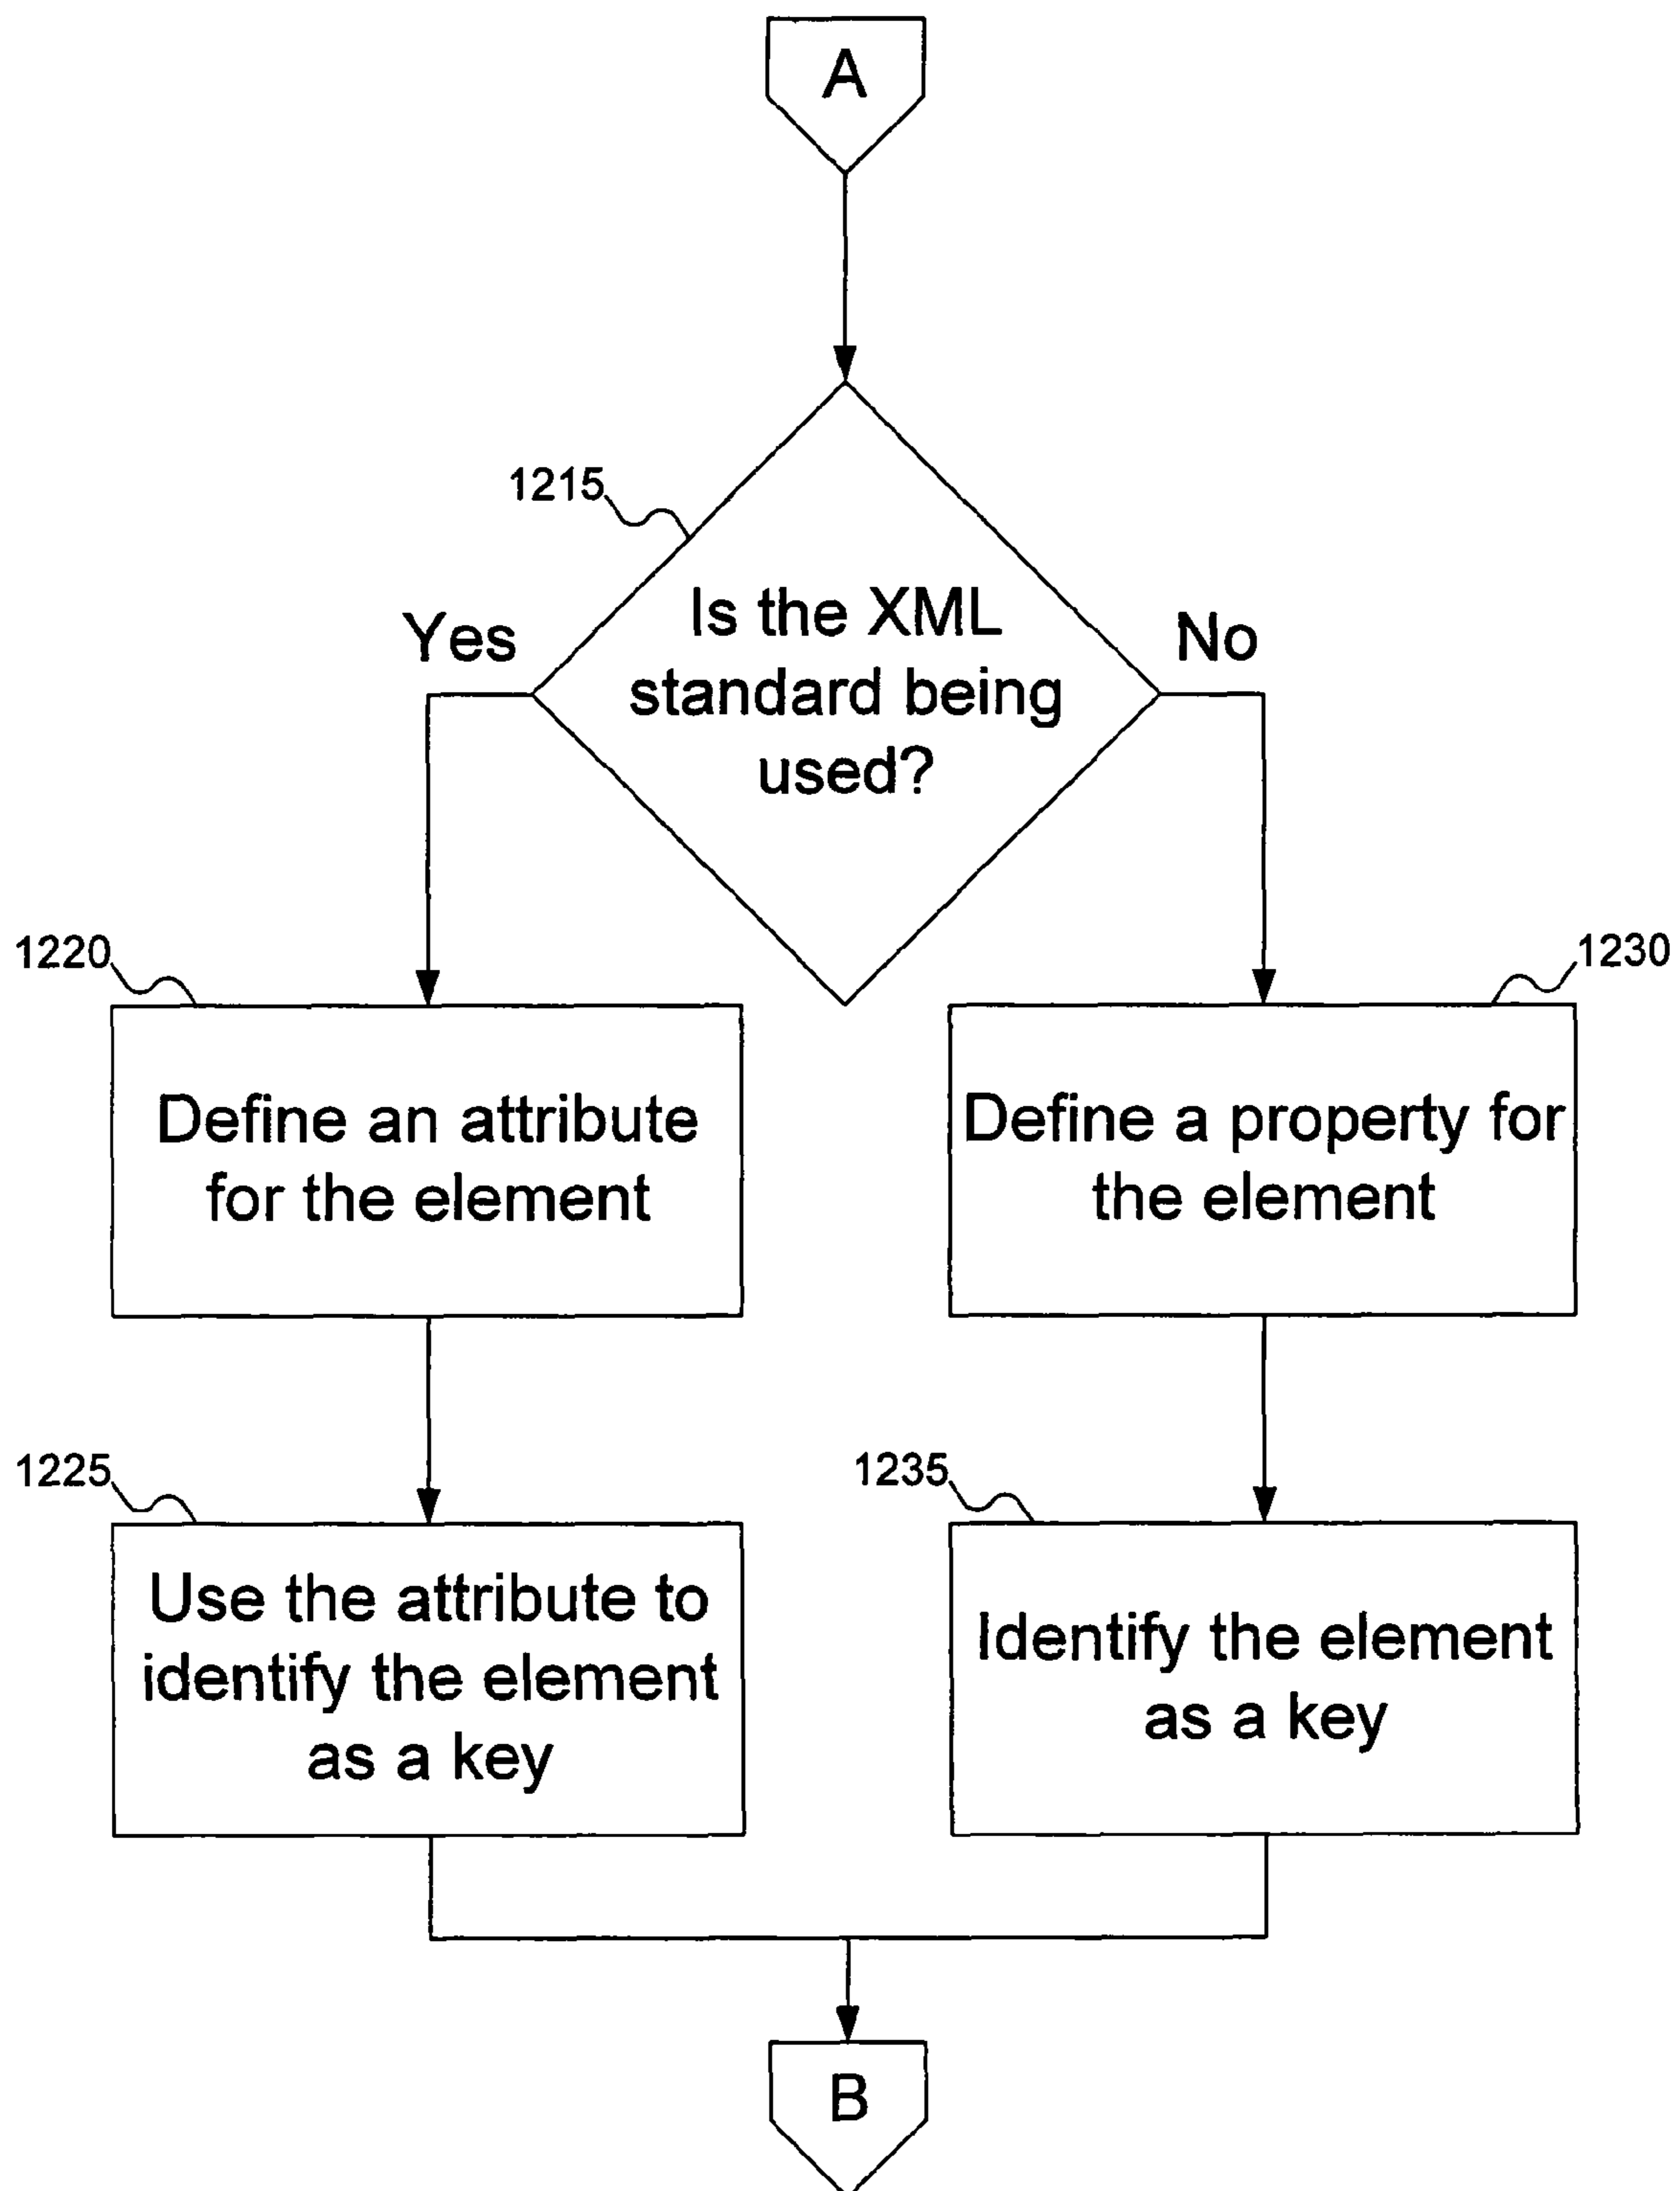 A
1215
Is the XML
standard being
used?
Yes
No
1220
Define an attribute
for the element
1230
Define a property for
the element
1225
Use the attribute to
identify the element
as a key
1235
Identify the element
as a key
B